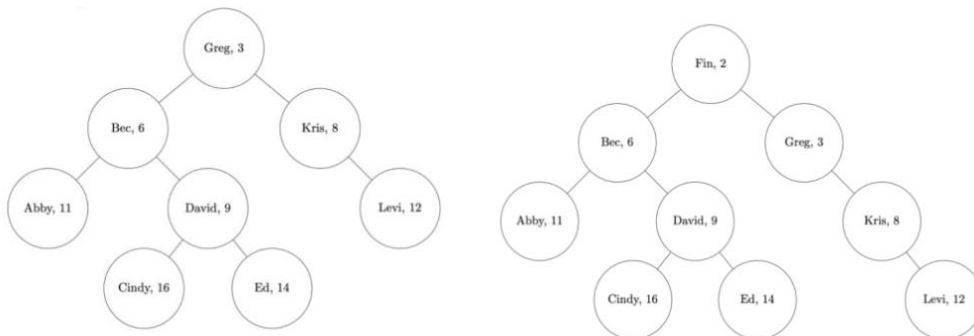 Greg, 3
Bec, 6
Kris, 8
Abby, 11
David, 9
Levi, 12
Cindy, 16
Ed, 14
Fin, 2
Bec, 6
Greg, 3
Abby, 11
David, 9
Kris, 8
Cindy, 16
Ed, 14
Levi, 12